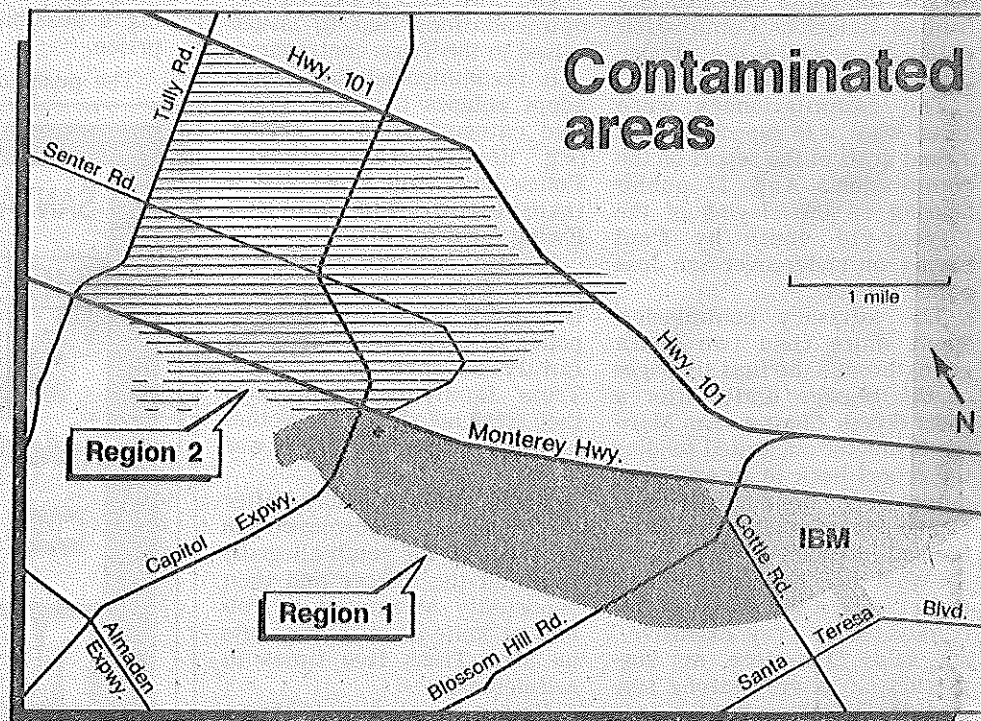 Contaminated
areas
Tully Rd.
Hwy. 101
Senter Rd.
1 mile
N
Hwy. 101
Region 2
Monterey Hwy.
Capitol Expwy.
IBM
Cottle Rd.
Region 1
Blvd.
Santa Teresa
Almaden
Expwy.
Blossom Hill Rd.